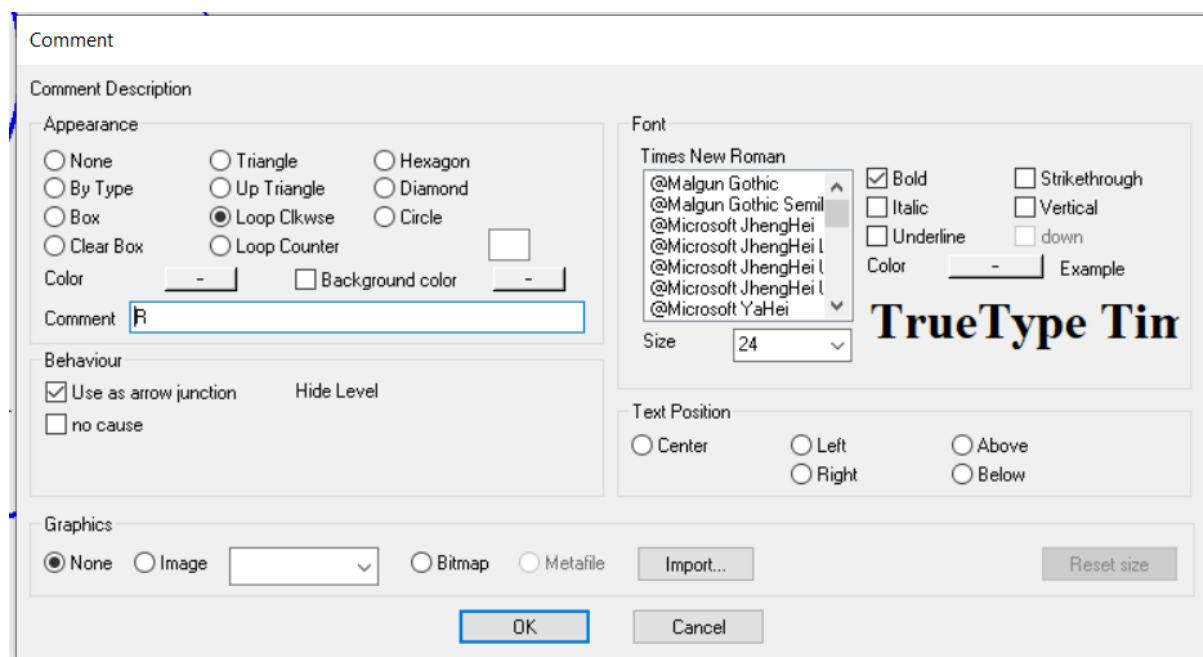 Comment
Comment Description
Appearance
None Triangle Hexagon
By Type Up Triangle Diamond
Box Loop Clkwse Circle
Clear Box Loop Counter
Color - Background color -
Comment R
Behaviour
Use as arrow junction Hide Level
no cause
Font
Times New Roman
@Malgun Gothic
@Malgun Gothic Semil
@Microsoft JhengHei
@Microsoft JhengHei L
@Microsoft JhengHei l
@Microsoft JhengHei U
@Microsoft YaHei
Bold Strikethrough
Italic Vertical
Underline down
Color - Example
TrueType Tim
Size 24
Text Position
Center Left Above
Right Below
Graphics
None Image Bitmap Metafile Import... Reset size
OK Cancel